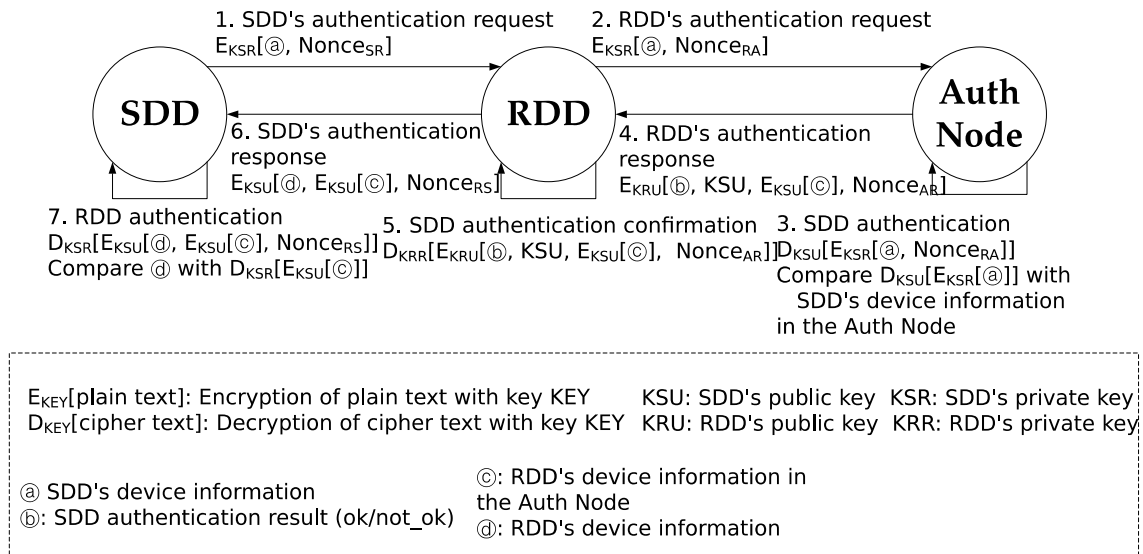 1. SDD's authentication request
E_KSR[ⓐ, Nonce_SR]
2. RDD's authentication request
E_KSR[ⓐ, Nonce_RA]
SDD
RDD
Auth
Node
6. SDD's authentication
response
E_KSU[ⓓ, E_KSU[ⓒ], Nonce_RS]
4. RDD's authentication
response
E_KRU[ⓑ, KSU, E_KSU[ⓒ], Nonce_AR]
7. RDD authentication
D_KSR[E_KSU[ⓓ, E_KSU[ⓒ], Nonce_RS]]
Compare ⓓ with D_KSR[E_KSU[ⓒ]]
5. SDD authentication confirmation
D_KRR[E_KRU[ⓑ, KSU, E_KSU[ⓒ], Nonce_AR]]
3. SDD authentication
D_KSU[E_KSR[ⓐ, Nonce_RA]]
Compare D_KSU[E_KSR[ⓐ]] with
SDD's device information
in the Auth Node
E_KEY[plain text]: Encryption of plain text with key KEY
D_KEY[cipher text]: Decryption of cipher text with key KEY
KSU: SDD's public key KSR: SDD's private key
KRU: RDD's public key KRR: RDD's private key
ⓐ SDD's device information
ⓑ: SDD authentication result (ok/not_ok)
ⓒ: RDD's device information in
the Auth Node
ⓓ: RDD's device information